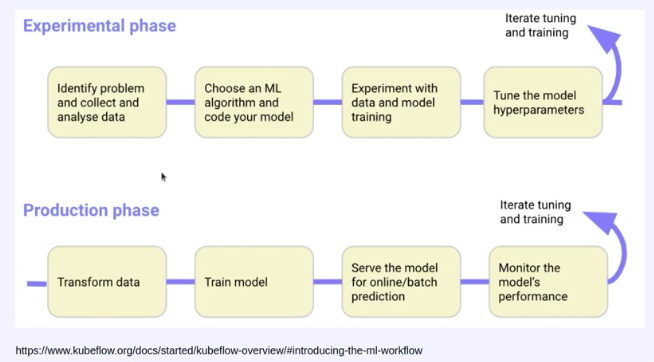 Experimental phase
Iterate tuning
and training
Identify problem
and collect and
analyse data
Choose an ML
algorithm and
code your model
Experiment with
data and model
training
Tune the model
hyperparameters
Production phase
Iterate tuning
and training
Transform data
Train model
Serve the model
for online/batch
prediction
Monitor the
model's
performance
https://www.kubeflow.org/docs/started/kubeflow-overview/#introducing-the-ml-workflow